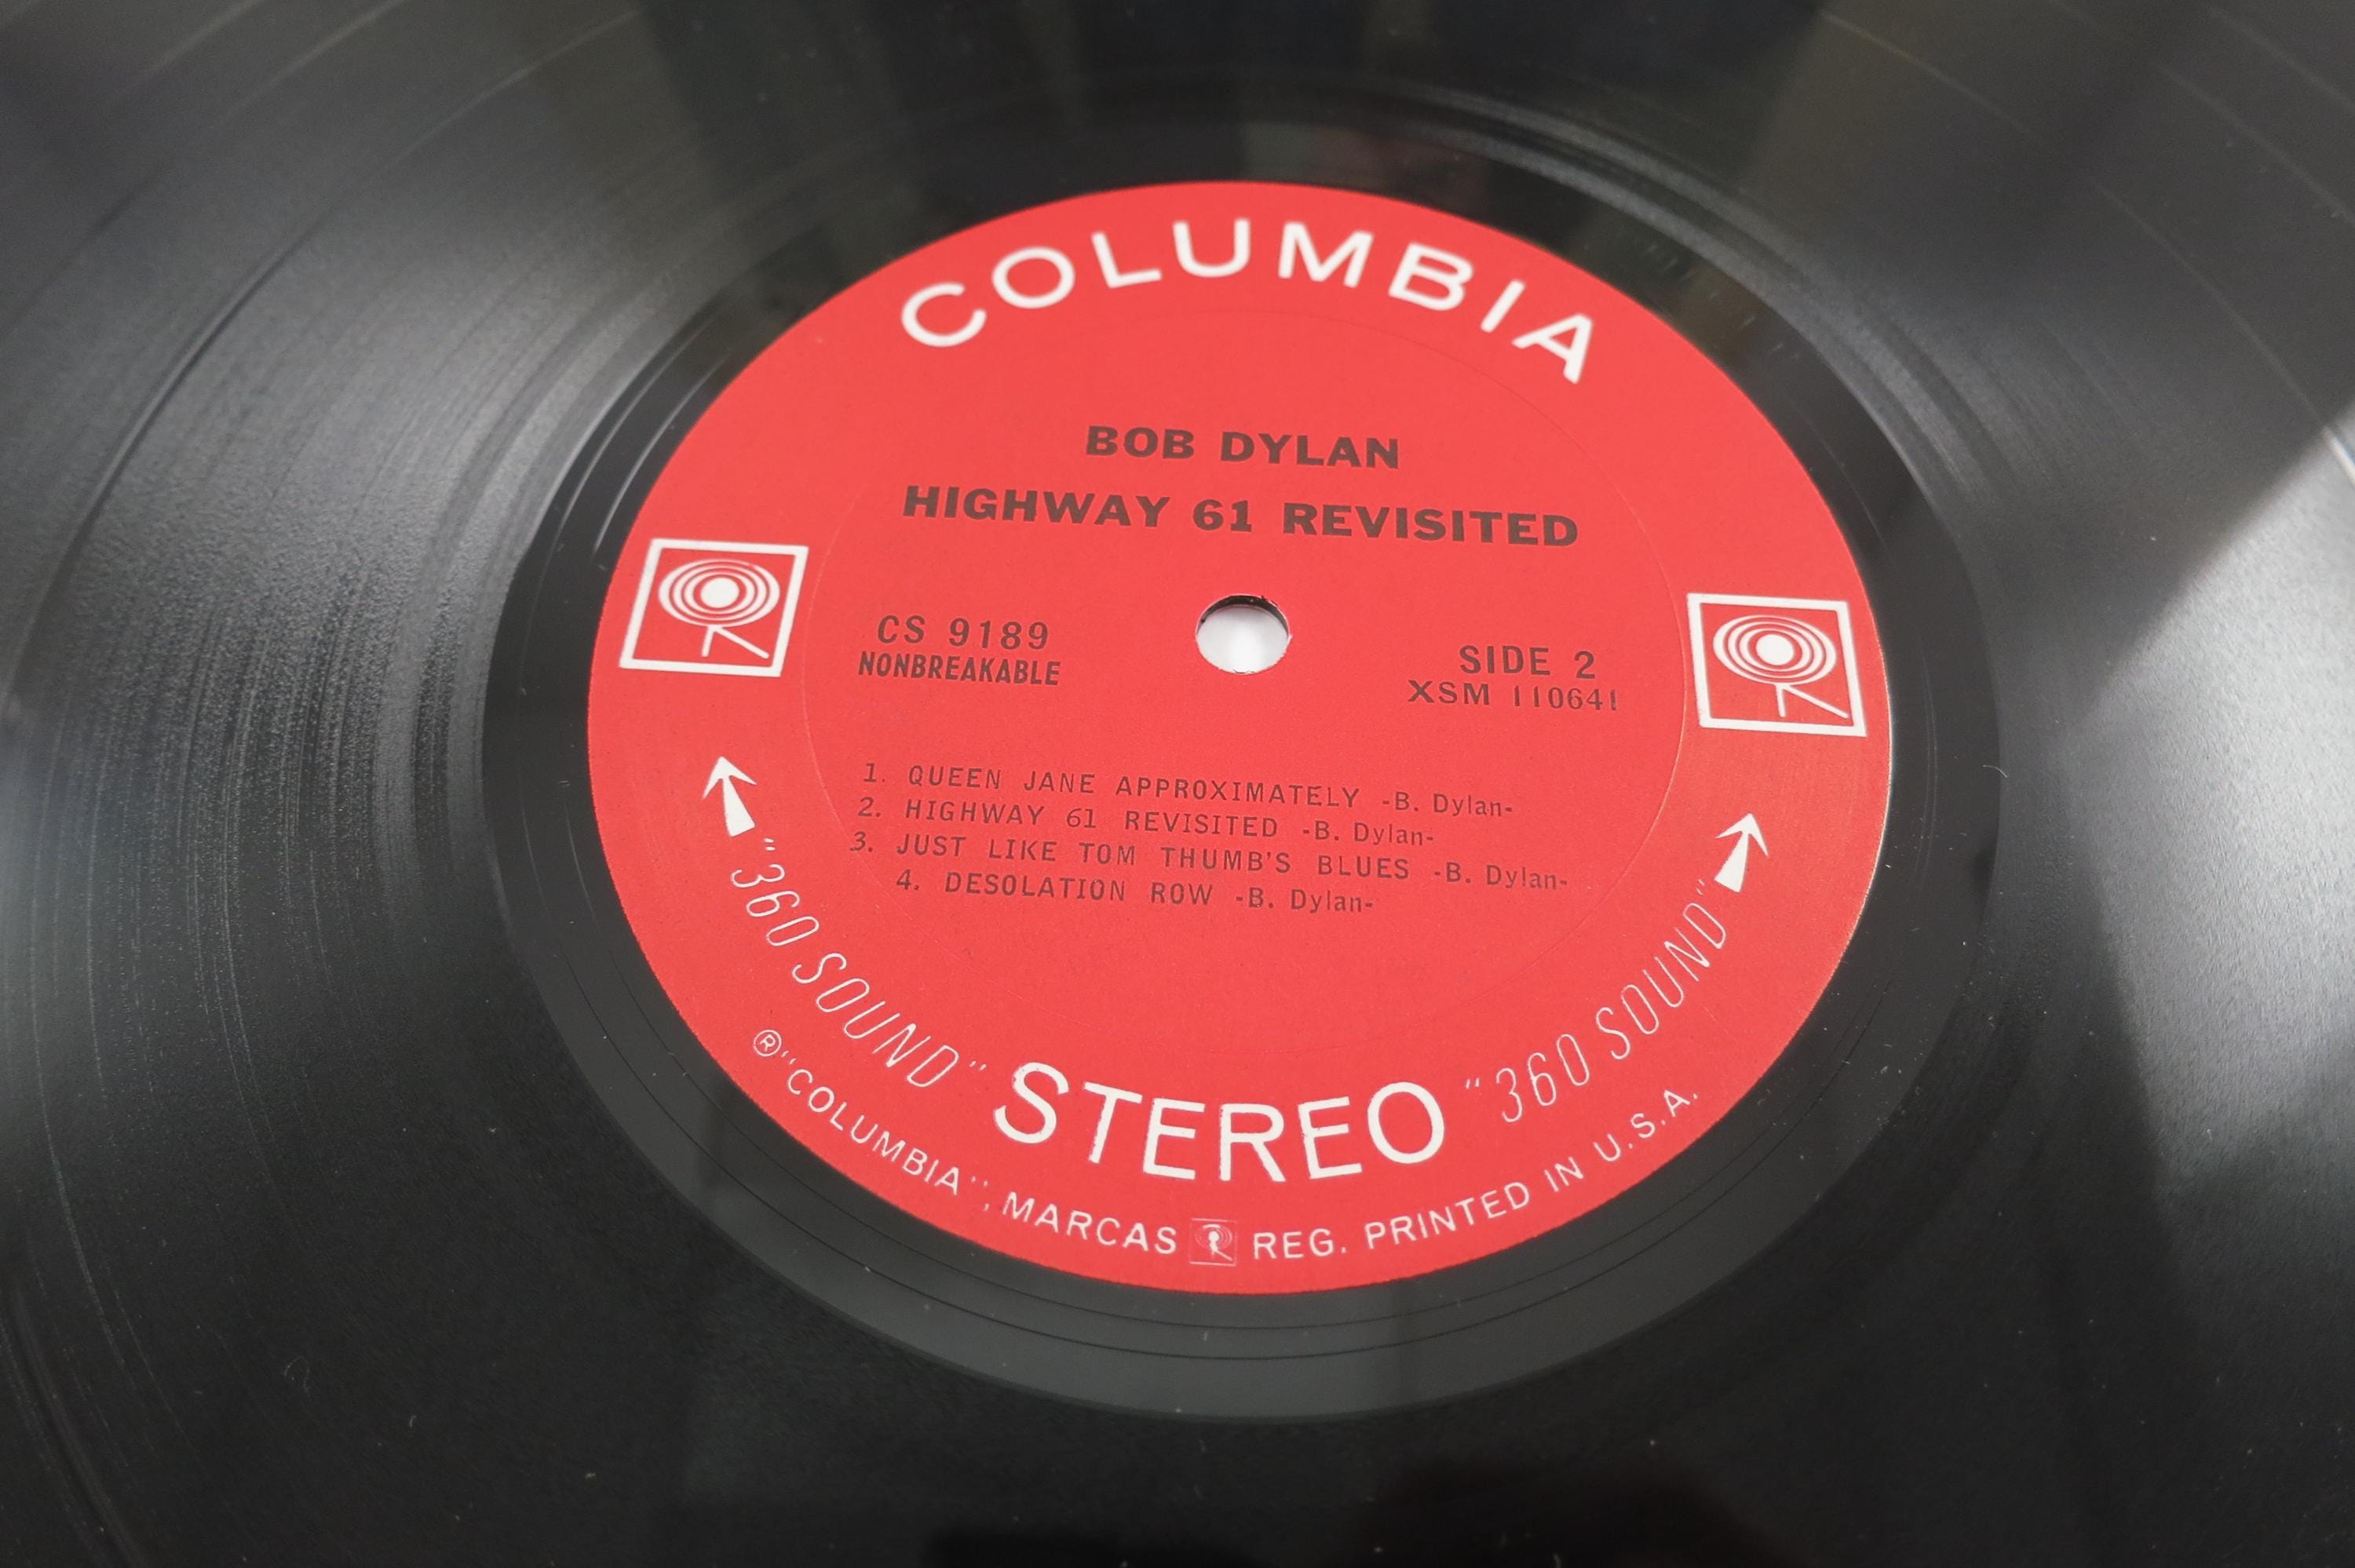 COLUMBIA
BOB DYLAN
HIGHWAY 61 REVISITED
CS 9189
NONBREAKABLE
SIDE 2
XSM 110641
1. QUEEN JANE APPROXIMATELY -B. Dylan-
2. HIGHWAY 61 REVISITED -B. Dylan-
3. JUST LIKE TOM THUMB'S BLUES -B. Dylan-
4. DESOLATION ROW -B. Dylan-
"360 SOUND" STEREO "360 SOUND"
® "COLUMBIA", MARCAS REG. PRINTED IN U.S.A.